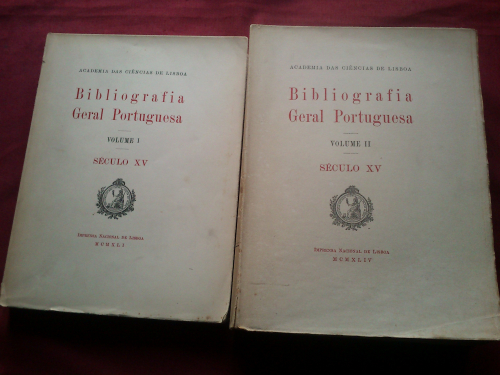 ACADEMIA DAS CIÊNCIAS DE LISBOA
Bibliografia
Geral Portuguesa
VOLUME I
SÉCULO XV
IMPRENSA NACIONAL DE LISBOA
MCMXLI
ACADEMIA DAS CIÊNCIAS DE LISBOA
Bibliografia
Geral Portuguesa
VOLUME II
SÉCULO XV
IMPRENSA NACIONAL DE LISBOA
MCMXLIV